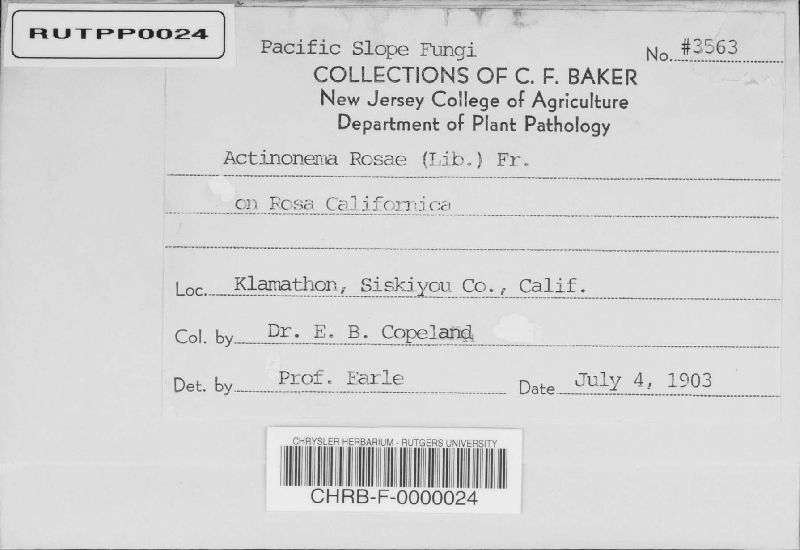 RUTPP0024
Pacific Slope Fungi No. #3563
COLLECTIONS OF C. F. BAKER
New Jersey College of Agriculture
Department of Plant Pathology
Actinonema Rosae (Lib.) Fr.
on Rosa Californica
Loc. Klamathon, Siskiyou Co., Calif.
Col. by Dr. E. B. Copeland
Det. by Prof. Earle Date July 4, 1903
CHRYSLER HERBARIUM - RUTGERS UNIVERSITY
CHRB-F-0000024